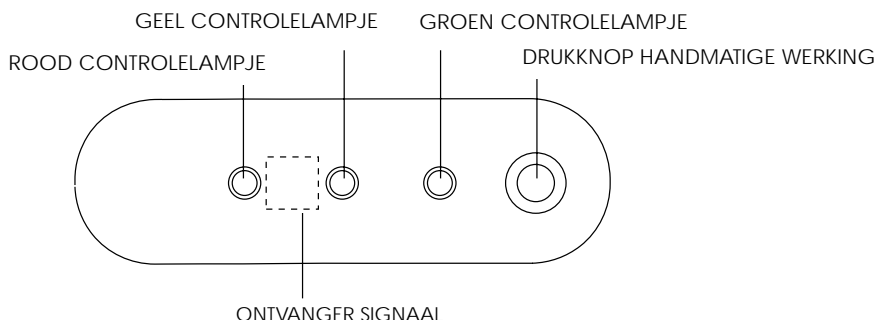 GEEL CONTROLELAMPJE
GROEN CONTROLELAMPJE
ROOD CONTROLELAMPJE
DRUKKNOP HANDMATIGE WERKING
ONTVANGER SIGNAAL